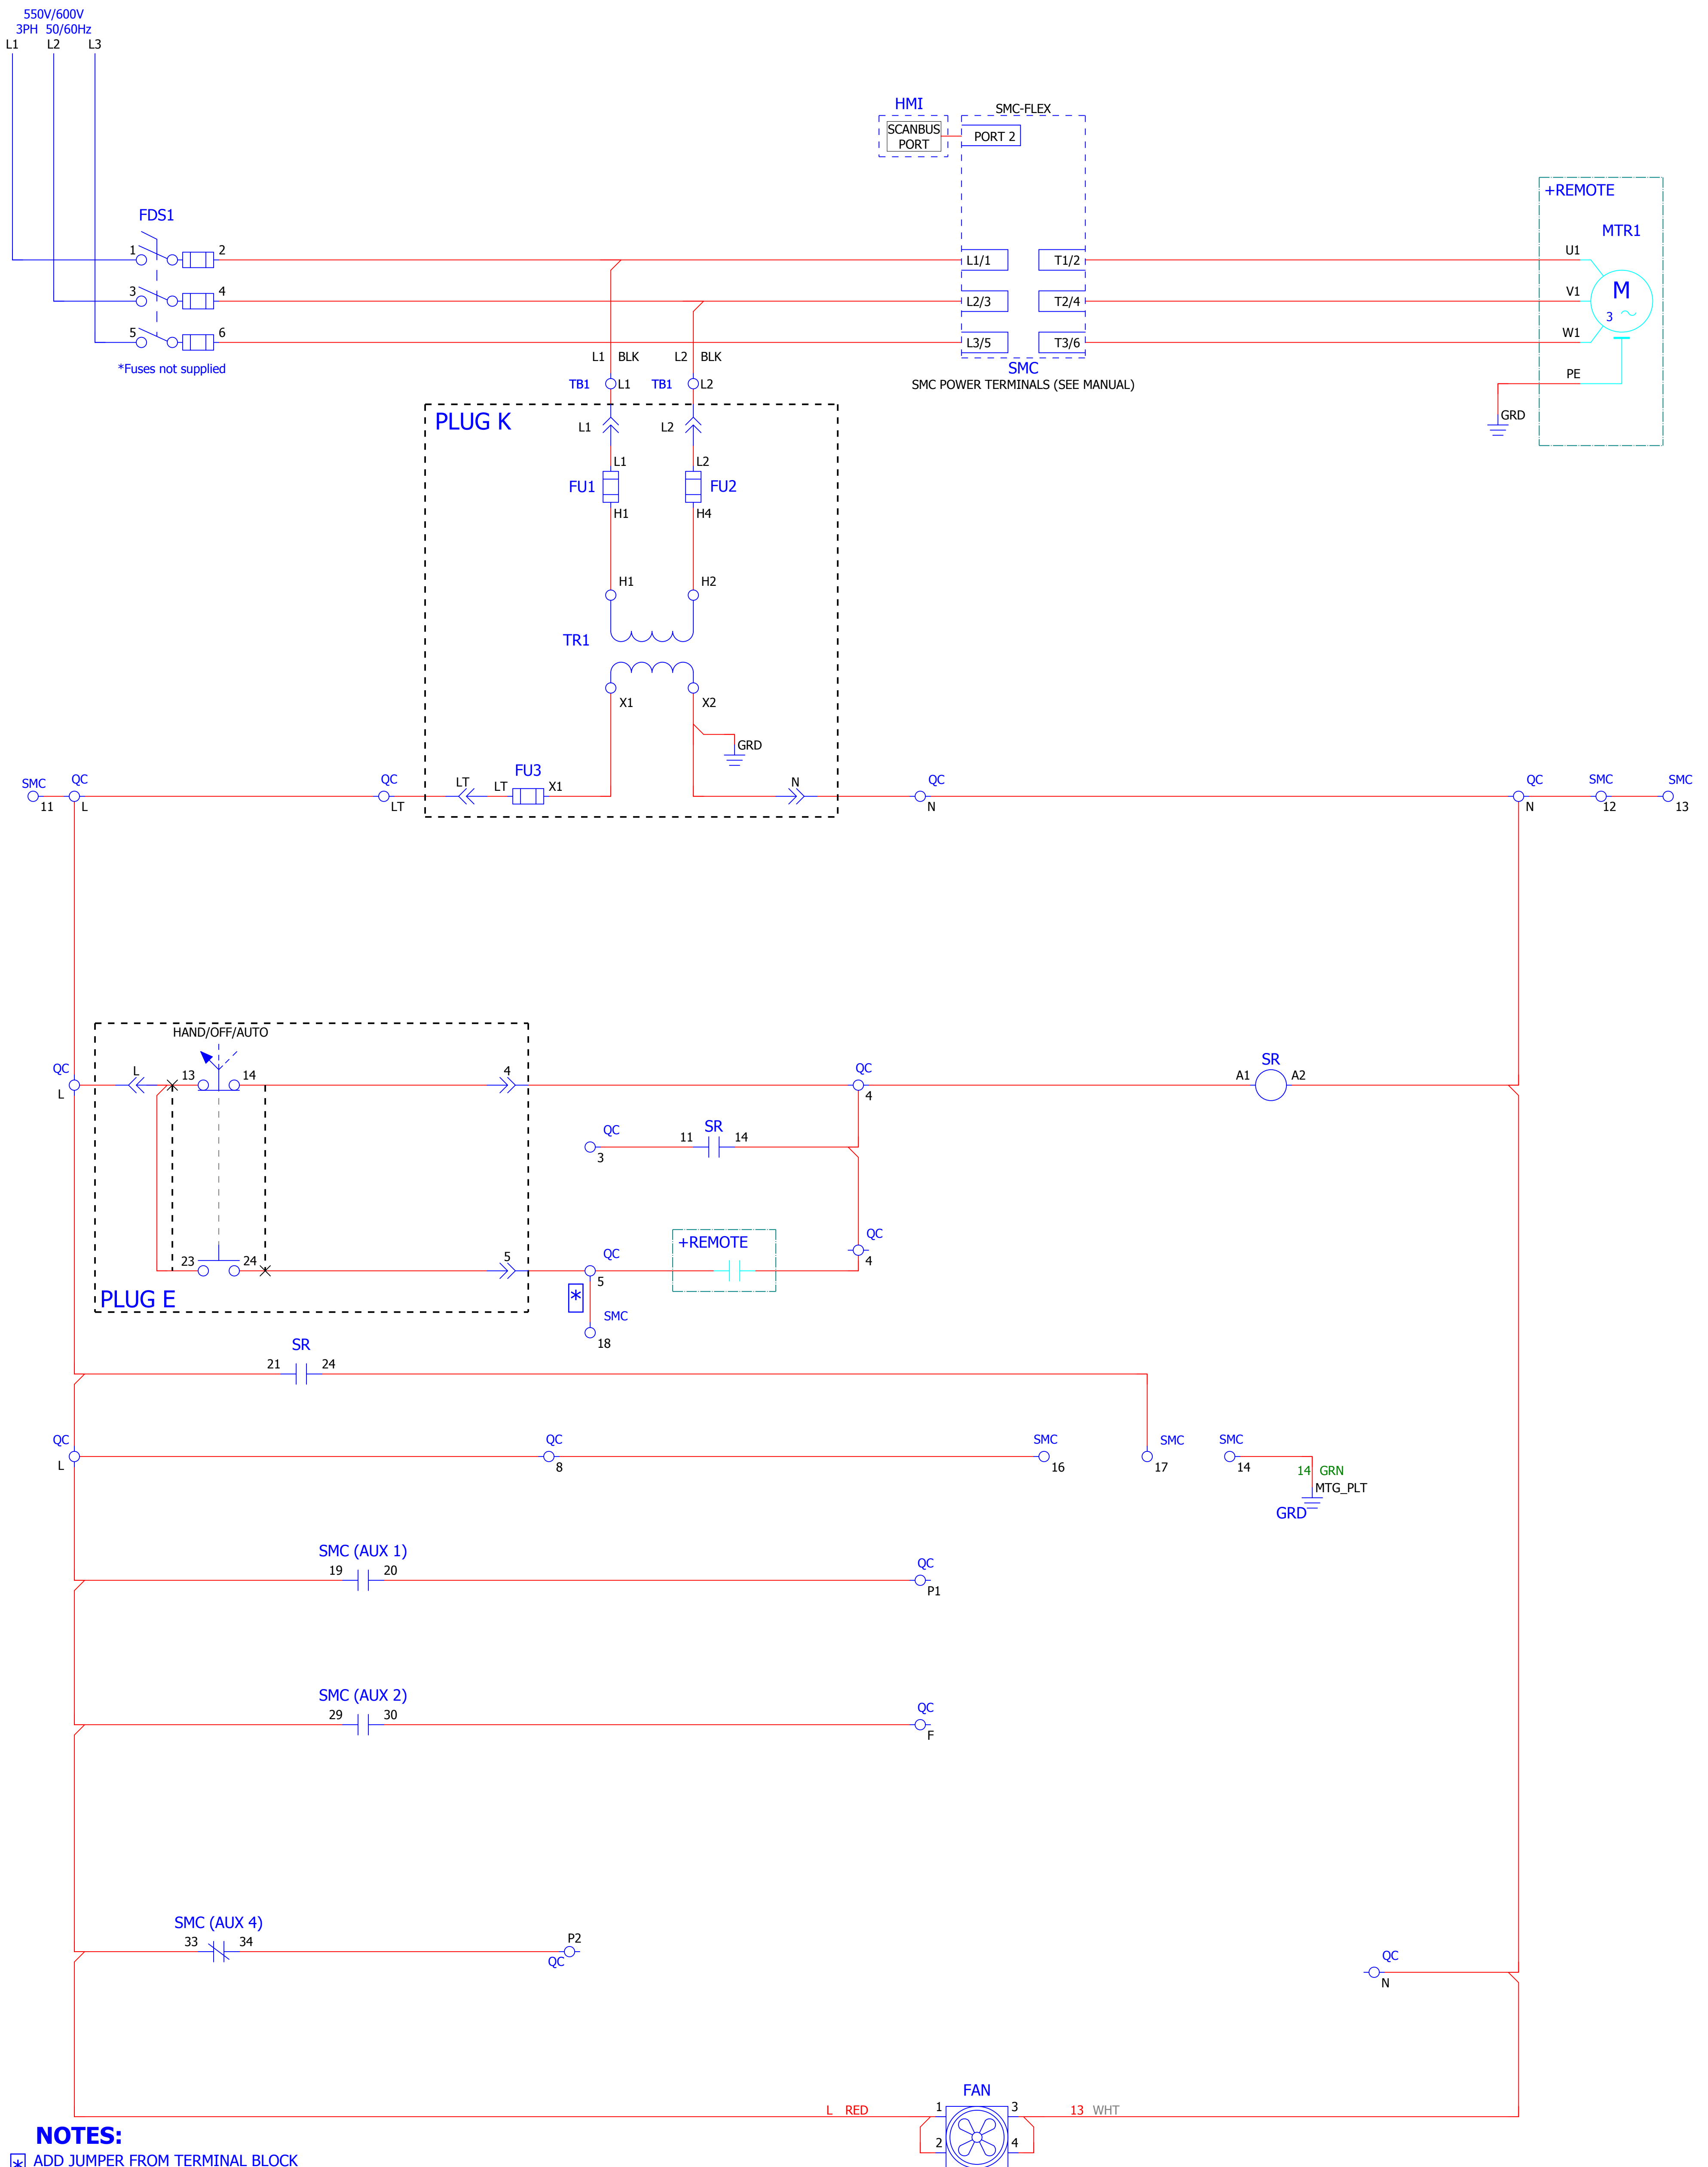 550V/600V
3PH 50/60Hz
L1 L2 L3
HMI
SMC-FLEX
SCANBUS
PORT
PORT 2
+REMOTE
MTR1
FDS1
1 2
L1/1 T1/2
U1
3 4
L2/3 T2/4
V1
M
3
5 6
L3/5 T3/6
W1
*Fuses not supplied
L1 BLK L2 BLK
SMC
SMC POWER TERMINALS (SEE MANUAL)
PE
TB1 L1 TB1 L2
GRD
PLUG K
L1 L2
L1 L2
FU1 FU2
H1 H4
H1 H2
TR1
X1 X2
GRD
SMC QC QC LT LT FU3 X1 N QC QC SMC SMC
11 L LT N N 12 13
HAND/OFF/AUTO
QC L 13 14 4 QC A1 SR A2
L 4
QC 11 SR 14
3
+REMOTE
QC
4
23 24 5 QC
5
*
PLUG E
SMC
18
SR
21 24
QC QC SMC SMC SMC
L 8 16 17 14
14 GRN
MTG_PLT
GRD
SMC (AUX 1)
19 20
QC
P1
SMC (AUX 2)
29 30
QC
F
SMC (AUX 4)
33 34
P2
QC
QC
N
FAN
L RED 1 3 13 WHT
2 4
NOTES:
* ADD JUMPER FROM TERMINAL BLOCK